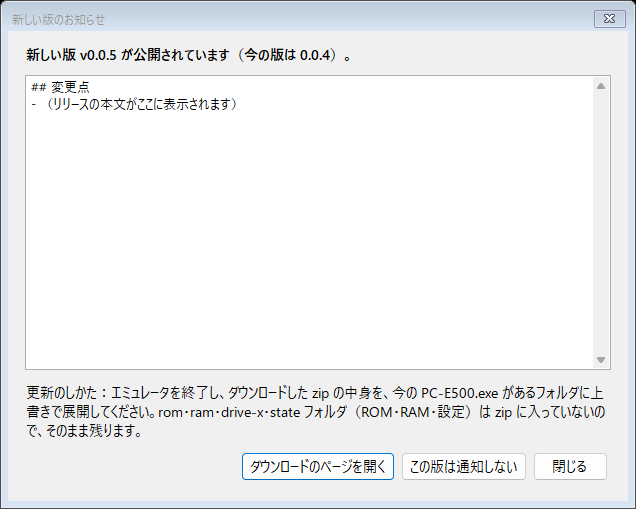 新しい版のお知らせ
新しい版 v0.0.5 が公開されています（今の版は 0.0.4）。
## 変更点
- （リリースの本文がここに表示されます）
更新のしかた：エミュレータを終了し、ダウンロードした zip の中身を、今の PC-E500.exe があるフォルダに上
書きで展開してください。rom・ram・drive-x・state フォルダ（ROM・RAM・設定）は zip に入っていないの
で、そのまま残ります。
ダウンロードのページを開く
この版は通知しない
閉じる